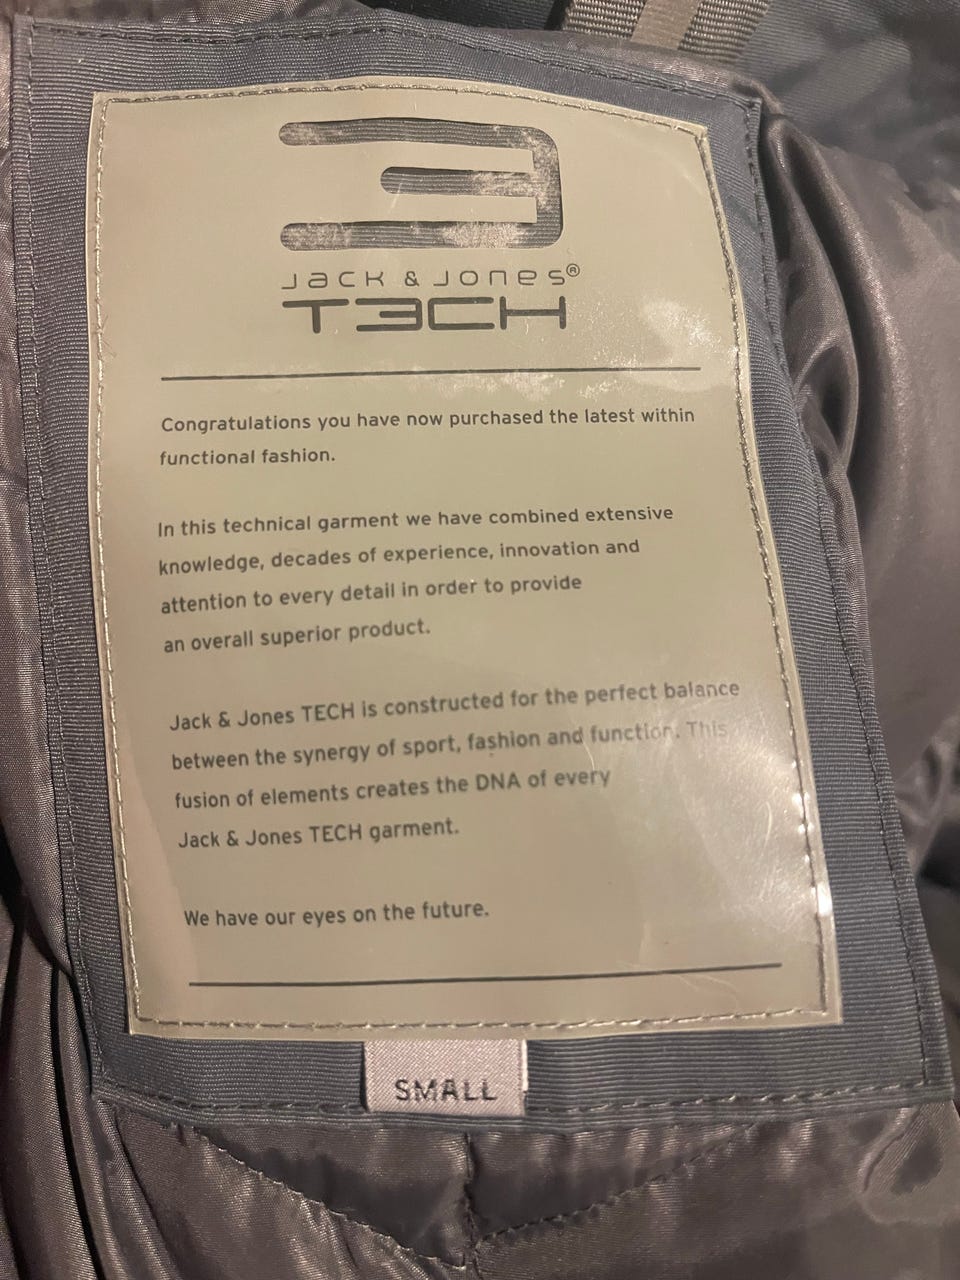 Jack & Jones®
T3CH
Congratulations you have now purchased the latest within
functional fashion.
In this technical garment we have combined extensive
knowledge, decades of experience, innovation and
attention to every detail in order to provide
an overall superior product.
Jack & Jones TECH is constructed for the perfect balance
between the synergy of sport, fashion and function. This
fusion of elements creates the DNA of every
Jack & Jones TECH garment.
We have our eyes on the future.
SMALL